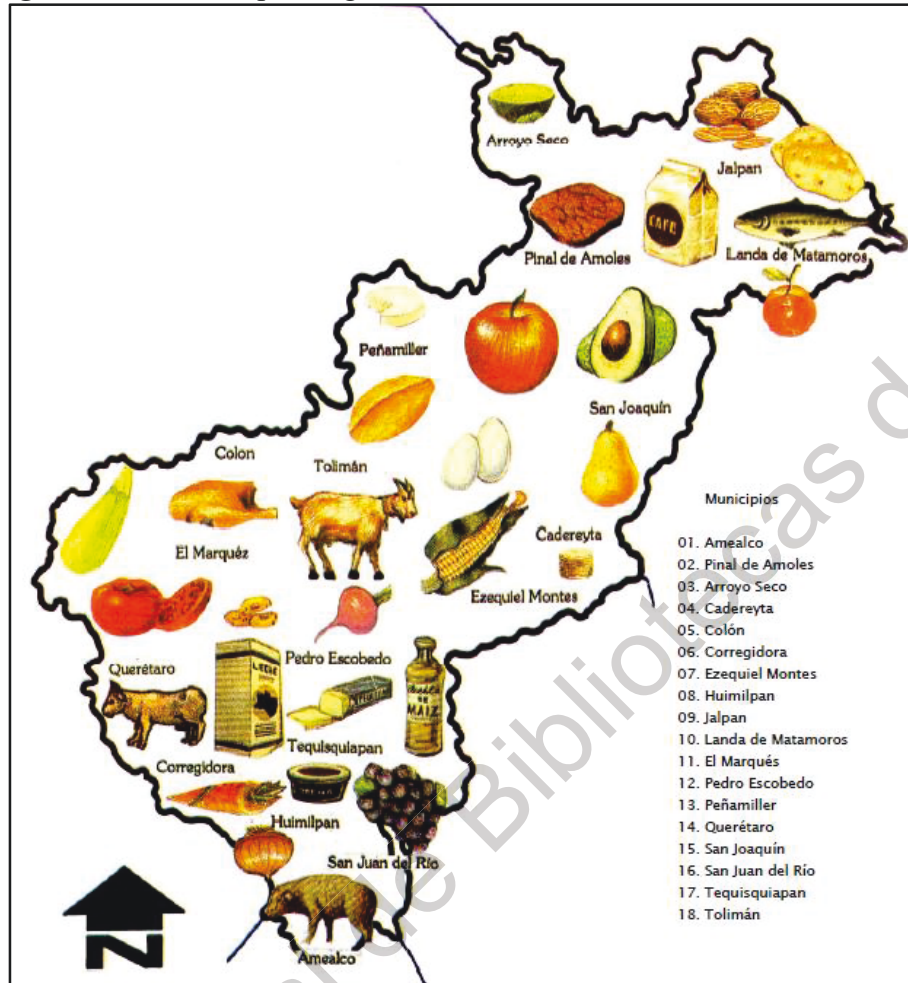 Arroyo Seco
Jalpan
CAFE
Pinal de Amoles
Landa de Matamoros
Peñamiller
San Joaquín
Colon
Tolimán
El Marquéz
Cadereyta
Ezequiel Montes
Querétaro
LECHE
Pedro Escobedo
DE
MAIZ
Tequisquiapan
Corregidora
Huimilpan
San Juan del Río
Amealco
N
Municipios
01. Amealco
02. Pinal de Amoles
03. Arroyo Seco
04. Cadereyta
05. Colón
06. Corregidora
07. Ezequiel Montes
08. Huimilpan
09. Jalpan
10. Landa de Matamoros
11. El Marqués
12. Pedro Escobedo
13. Peñamiller
14. Querétaro
15. San Joaquín
16. San Juan del Río
17. Tequisquiapan
18. Tolimán
de Bibliotecas d